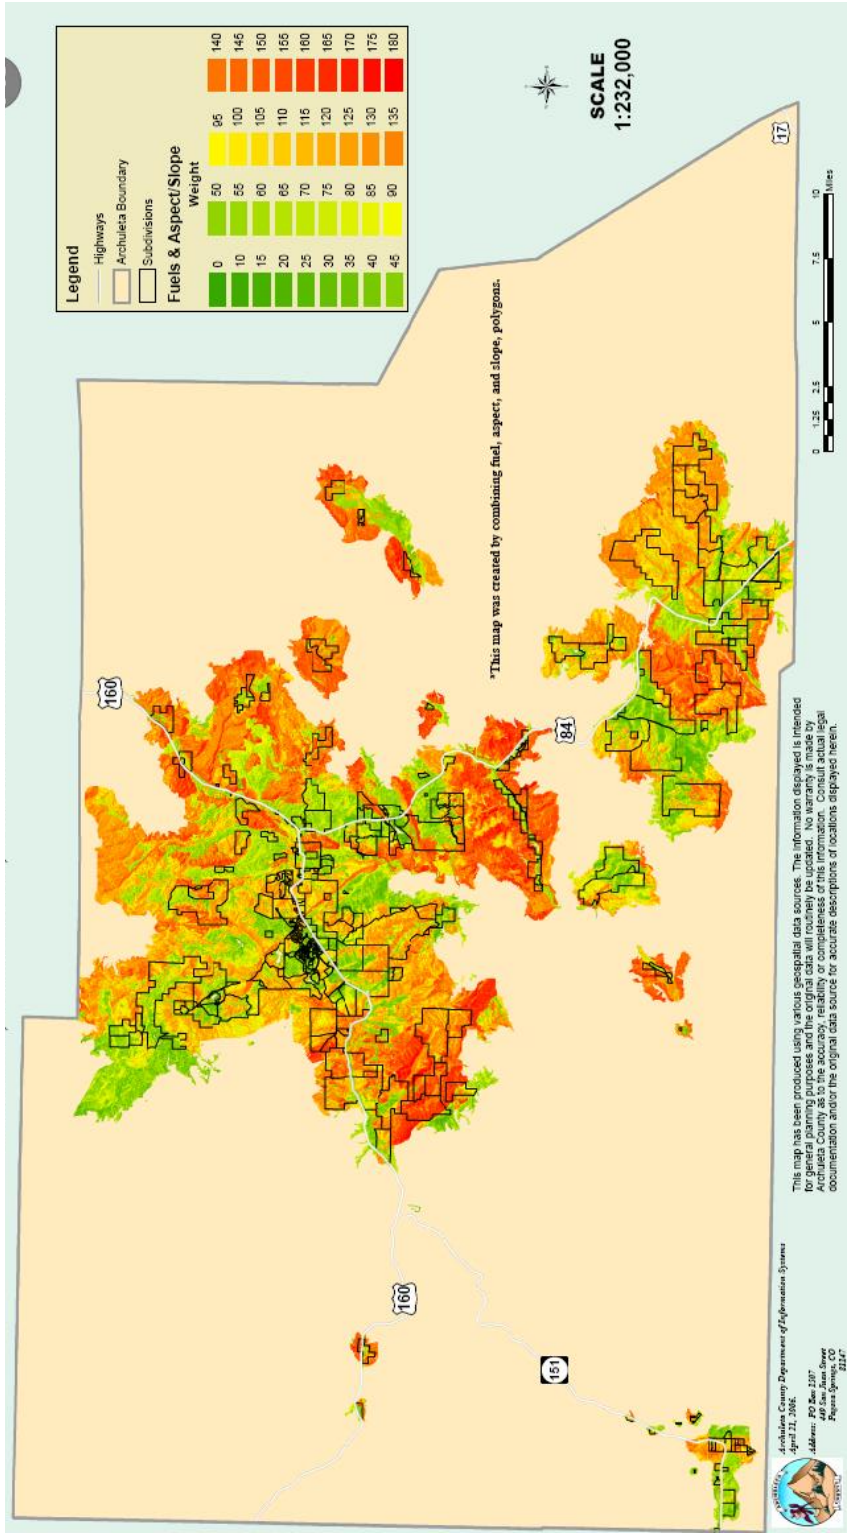 Legend
Highways
Archuleta Boundary
Subdivisions
Fuels & Aspect/Slope
Weight
0 50 95 140
10 55 100 145
15 60 105 150
20 65 110 155
25 70 115 160
30 75 120 165
35 80 125 170
40 85 130 175
45 90 135 180
SCALE
1:232,000
160
160
151
84
17
*This map was created by combining fuel, aspect, and slope, polygons.
0 1.25 2.5 5 7.5 10
Miles
Archuleta County Department of Information Systems
April 21, 2006.
Address: PO Box 1507
449 San Juan Street
Pagosa Springs, CO
81147
This map has been produced using various geospatial data sources. The information displayed is intended
for general planning purposes and the original data will routinely be updated. No warranty is made by
Archuleta County as to the accuracy, reliability or completeness of this information. Consult actual legal
documentation and/or the original data source for accurate descriptions of locations displayed herein.